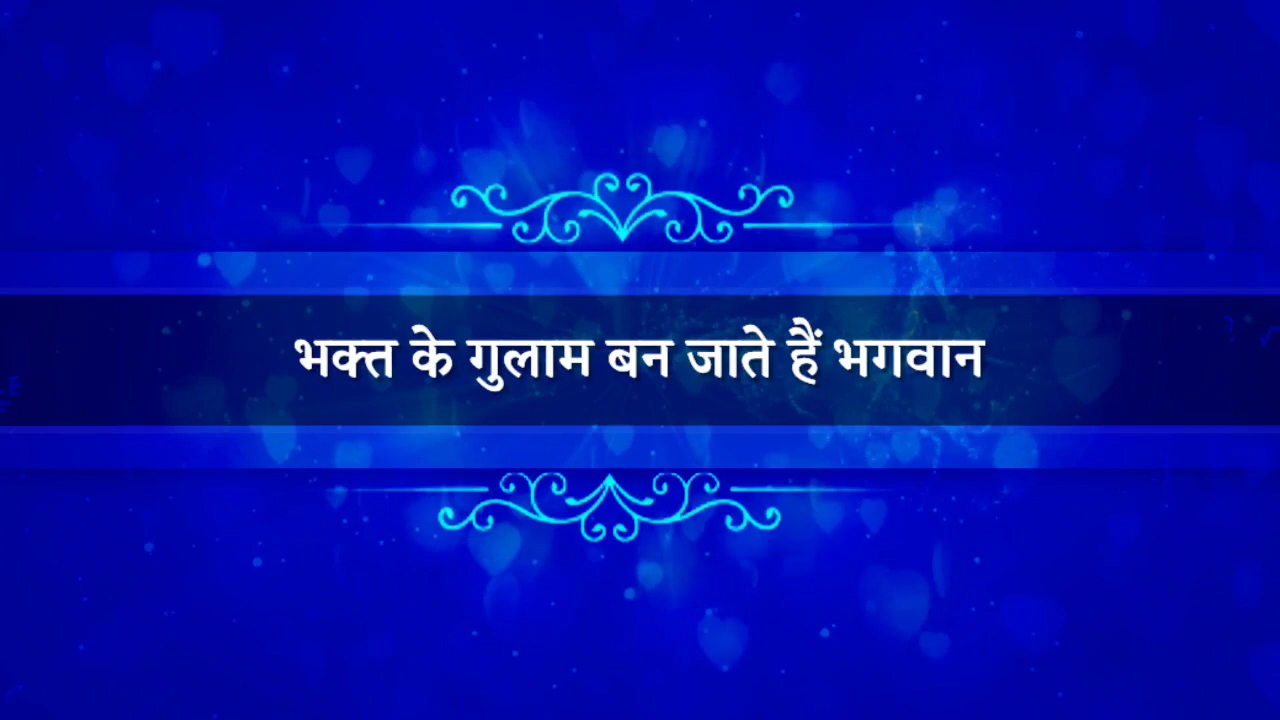 भक्त के गुलाम बन जाते हैं भगवान